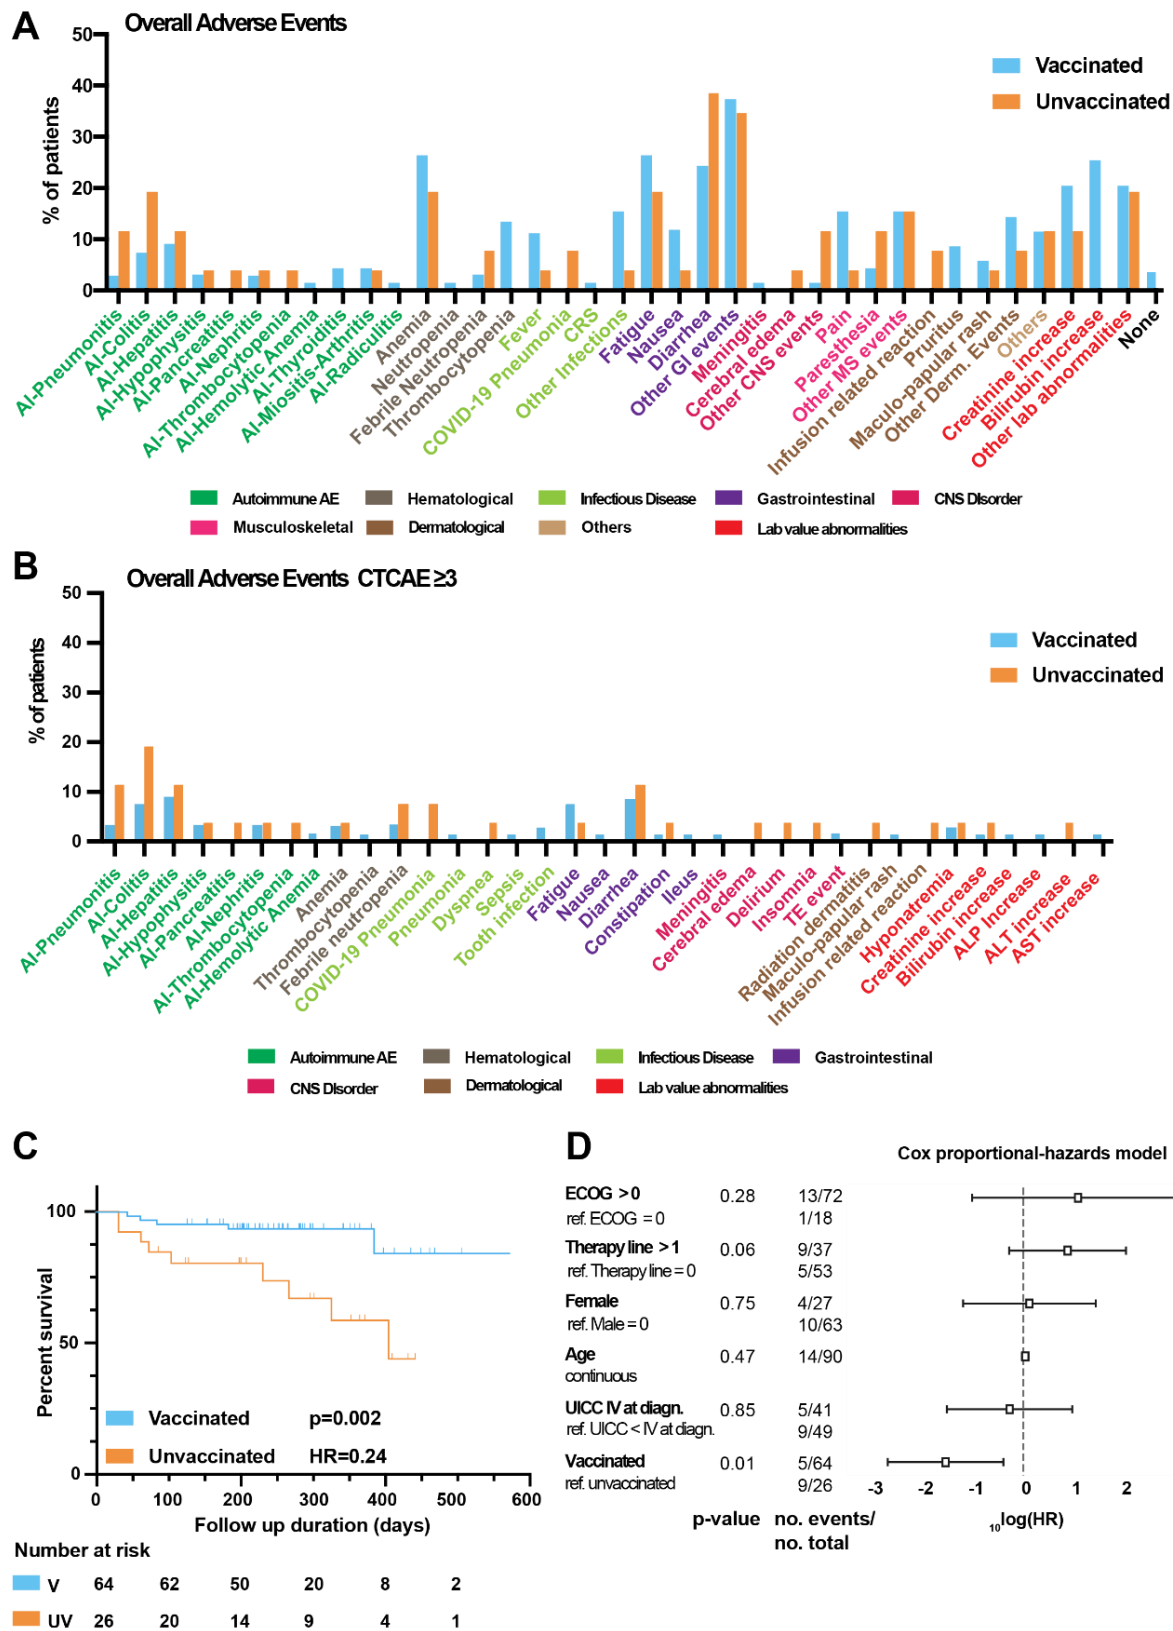 A
Overall Adverse Events
50
40
30
20
10
0
% of patients
Vaccinated
Unvaccinated
AI-Pneumonitis
AI-Colitis
AI-Hepatitis
AI-Hypophysitis
AI-Pancreatitis
AI-Nephritis
AI-Thrombocytopenia
AI-Hemolytic Anemia
AI-Thyroiditis
AI-Miositis-Arthritis
AI-Radiculitis
Anemia
Neutropenia
Febrile Neutropenia
Thrombocytopenia
Fever
COVID-19 Pneumonia
CRS
Other Infections
Fatigue
Nausea
Diarrhea
Other GI events
Meningitis
Cerebral edema
Other CNS events
Pain
Paresthesia
Other MS events
Infusion related reaction
Pruritus
Maculo-papular rash
Other Derm. Events
Others
Creatinine increase
Bilirubin Increase
Other lab abnormalities
None
Autoimmune AE
Hematological
Infectious Disease
Gastrointestinal
CNS DIsorder
Musculoskeletal
Dermatological
Others
Lab value abnormalities
B
Overall Adverse Events CTCAE ≥3
50
40
30
20
10
0
% of patients
Vaccinated
Unvaccinated
AI-Pneumonitis
AI-Colitis
AI-Hepatitis
AI-Hypophysitis
AI-Pancreatitis
AI-Nephritis
AI-Thrombocytopenia
AI-Hemolytic Anemia
Anemia
Thrombocytopenia
Febrile neutropenia
COVID-19 Pneumonia
Pneumonia
Dyspnea
Sepsis
Tooth infection
Fatigue
Nausea
Diarrhea
Constipation
Ileus
Meningitis
Cerebral edema
Delirium
Insomnia
TE event
Radiation dermatitis
Maculo-papular rash
Infusion related reaction
Hyponatremia
Creatinine increase
Bilirubin increase
ALP Increase
ALT increase
AST increase
Autoimmune AE
Hematological
Infectious Disease
Gastrointestinal
CNS DIsorder
Dermatological
Lab value abnormalities
C
100
50
0
Percent survival
Vaccinated p=0.002
Unvaccinated HR=0.24
0 100 200 300 400 500 600
Follow up duration (days)
Number at risk
V 64 62 50 20 8 2
UV 26 20 14 9 4 1
D
Cox proportional-hazards model
ECOG >0 0.28 13/72
ref. ECOG = 0 1/18
Therapy line >1 0.06 9/37
ref. Therapy line = 0 5/53
Female 0.75 4/27
ref. Male = 0 10/63
Age 0.47 14/90
continuous
UICC IV at diagn. 0.85 5/41
ref. UICC < IV at diagn. 9/49
Vaccinated 0.01 5/64
ref. unvaccinated 9/26
-3 -2 -1 0 1 2
p-value no. events/
no. total
₁₀log(HR)